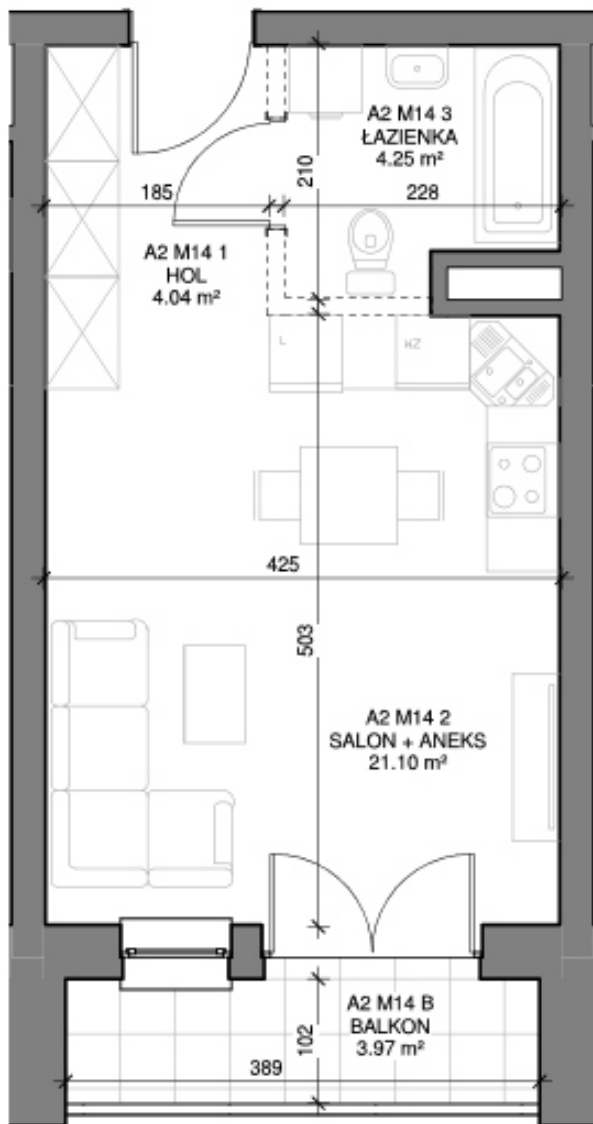 A2 M14 3
ŁAZIENKA
4.25 m²
210
185
228
A2 M14 1
HOL
4.04 m²
L
WZ
425
503
A2 M14 2
SALON + ANEKS
21.10 m²
A2 M14 B
BALKON
3.97 m²
102
389